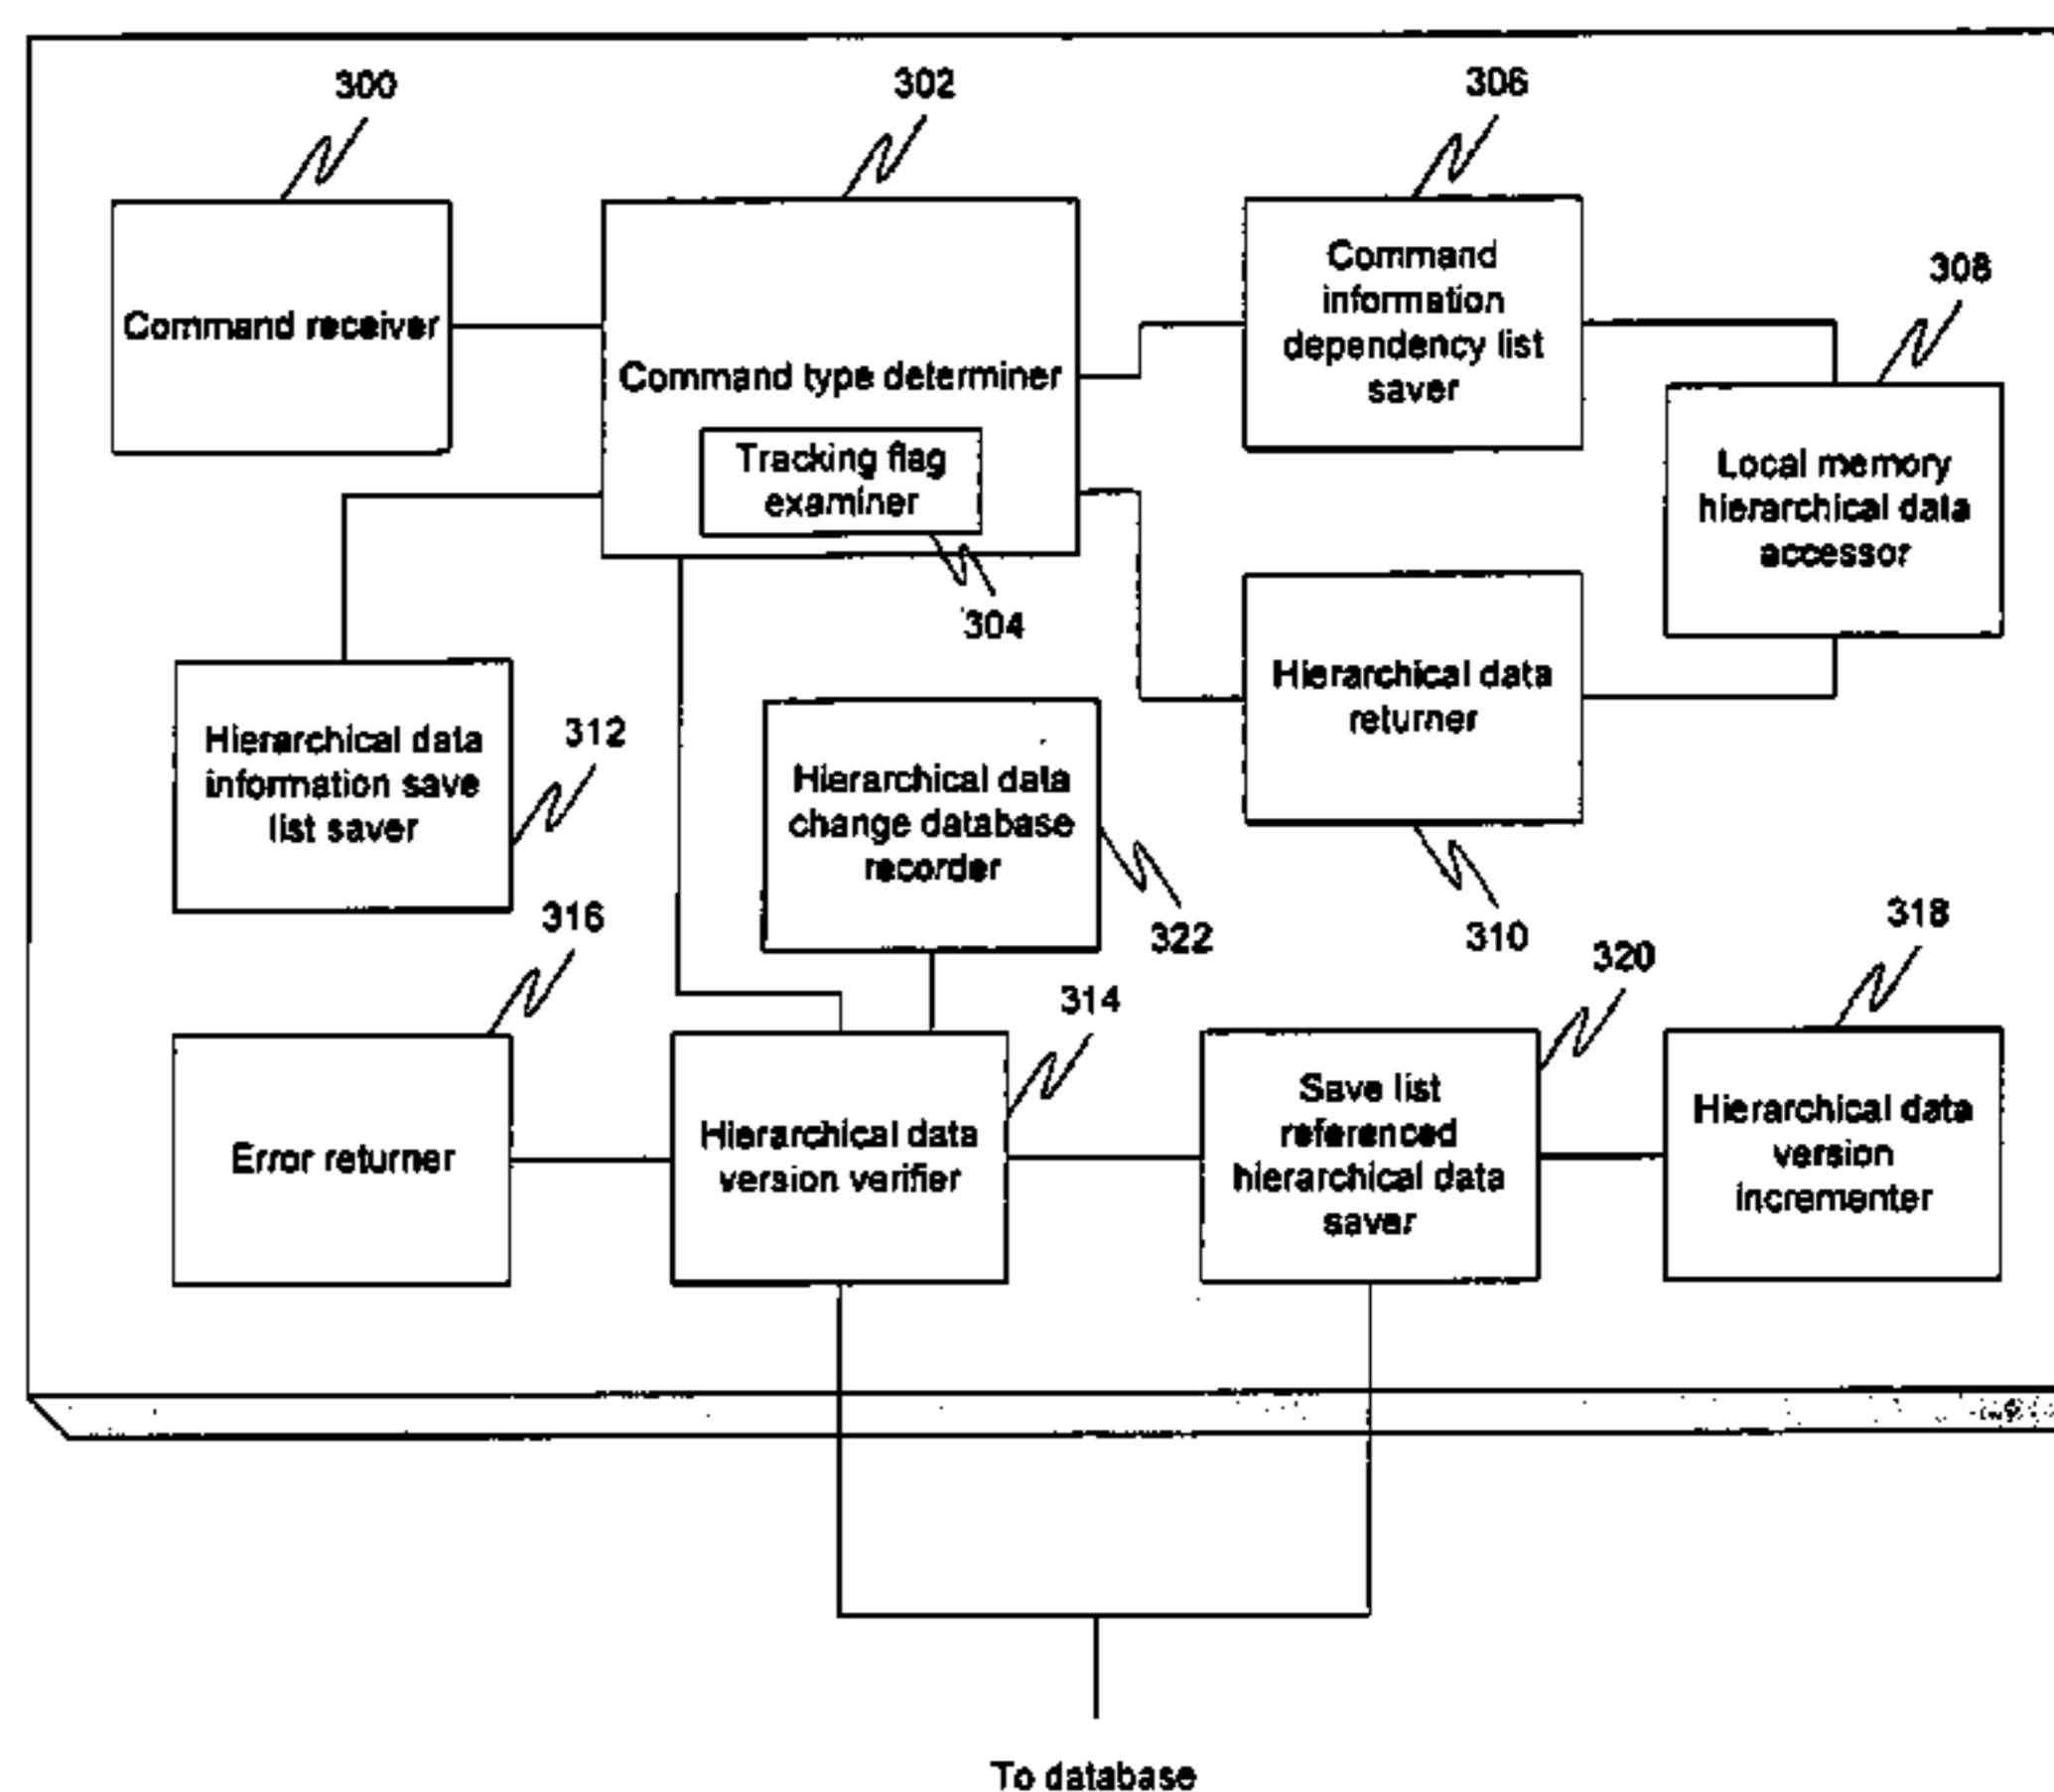 300
302
306
308
Command receiver
Command type determiner
Tracking flag
examiner
304
Command
information
dependency list
saver
Local memory
hierarchical data
accessor
Hierarchical data
returner
310
Hierarchical data
information save
list saver
312
Hierarchical data
change database
recorder
322
316
314
320
318
Error returner
Hierarchical data
version verifier
Save list
referenced
hierarchical data
saver
Hierarchical data
version
incrementer
To database